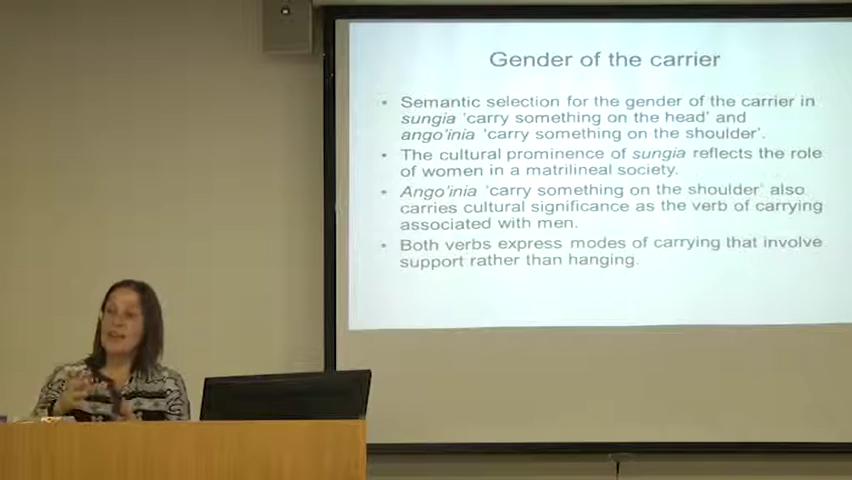 Gender of the carrier
• Semantic selection for the gender of the carrier in
sungia 'carry something on the head' and
ango'inia 'carry something on the shoulder'.
• The cultural prominence of sungia reflects the role
of women in a matrilineal society.
• Ango'inia 'carry something on the shoulder' also
carries cultural significance as the verb of carrying
associated with men.
• Both verbs express modes of carrying that involve
support rather than hanging.